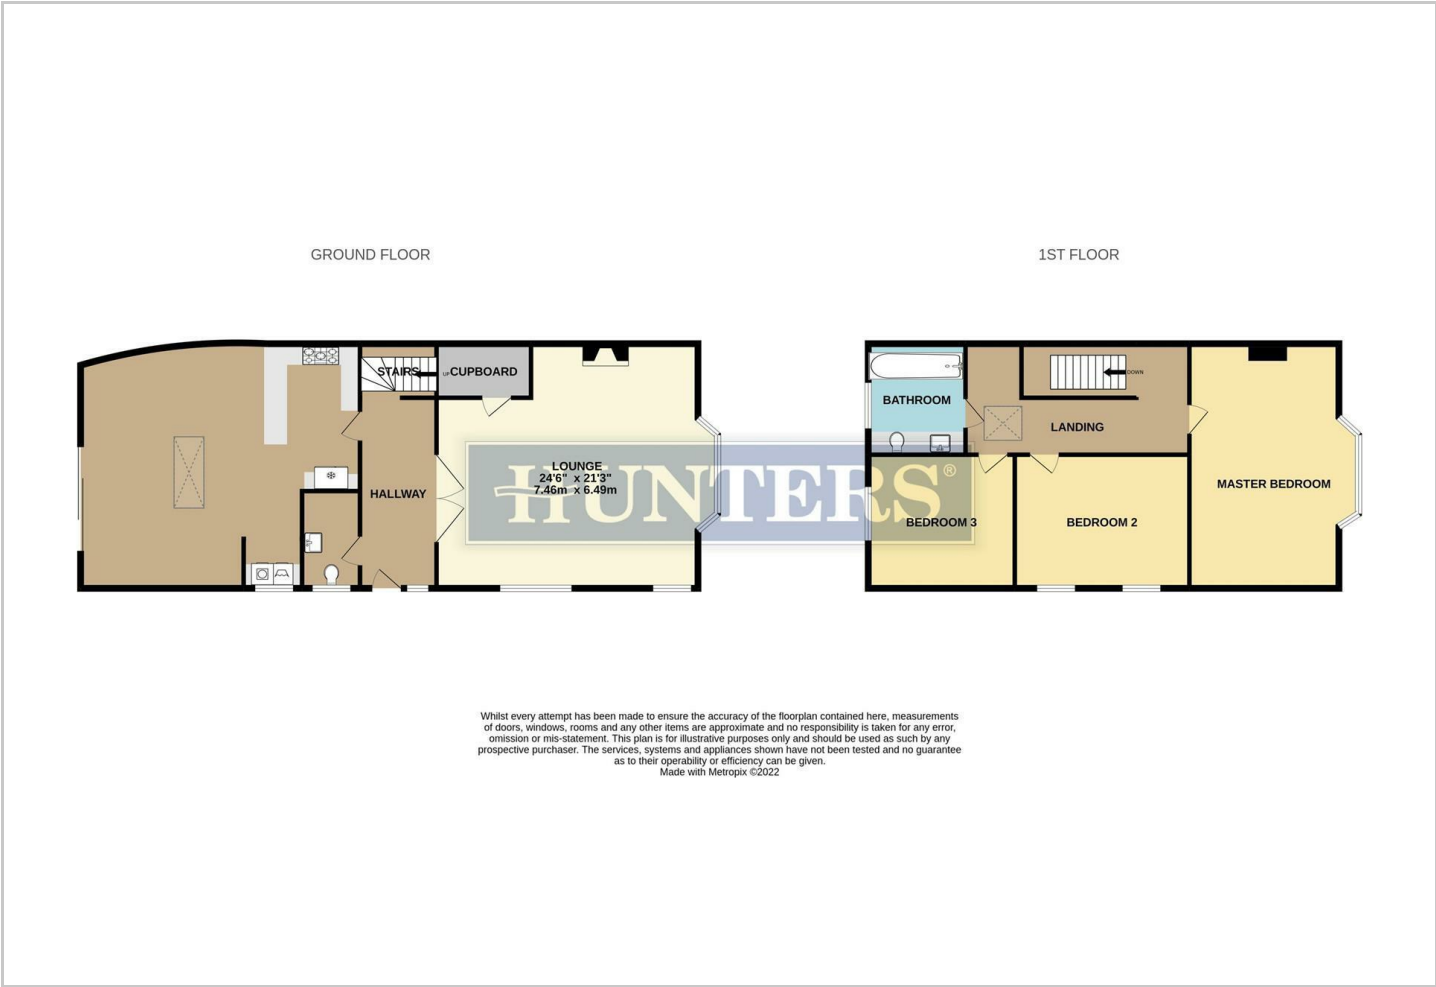 GROUND FLOOR
1ST FLOOR
STAIRS
UP
CUPBOARD
HALLWAY
LOUNGE
24'6" x 21'3"
7.46m x 6.49m
BATHROOM
DOWN
LANDING
MASTER BEDROOM
BEDROOM 3
BEDROOM 2
HUNTERS®
Whilst every attempt has been made to ensure the accuracy of the floorplan contained here, measurements
of doors, windows, rooms and any other items are approximate and no responsibility is taken for any error,
omission or mis-statement. This plan is for illustrative purposes only and should be used as such by any
prospective purchaser. The services, systems and appliances shown have not been tested and no guarantee
as to their operability or efficiency can be given.
Made with Metropix ©2022